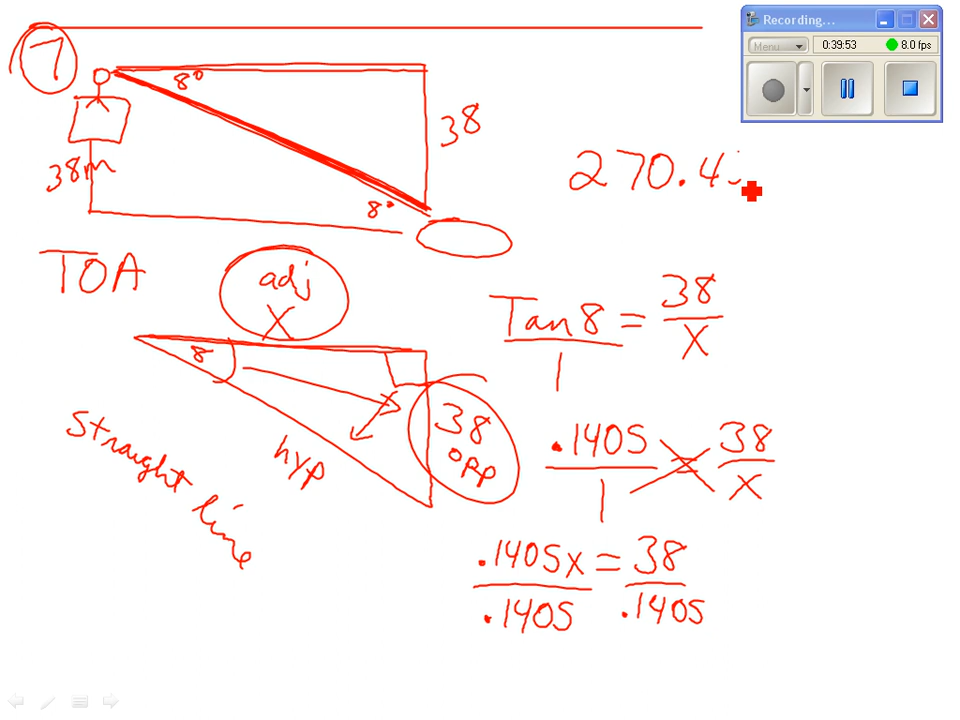 Recording...
Menu
0:39:53
8.0 fps
7
8°
38
38m
8°
270.4
TOA
adj
X
8
38
opp
hyp
straight line
Tan 8 = 38
1 X
.1405 38
1 X
.1405x = 38
.1405 .1405